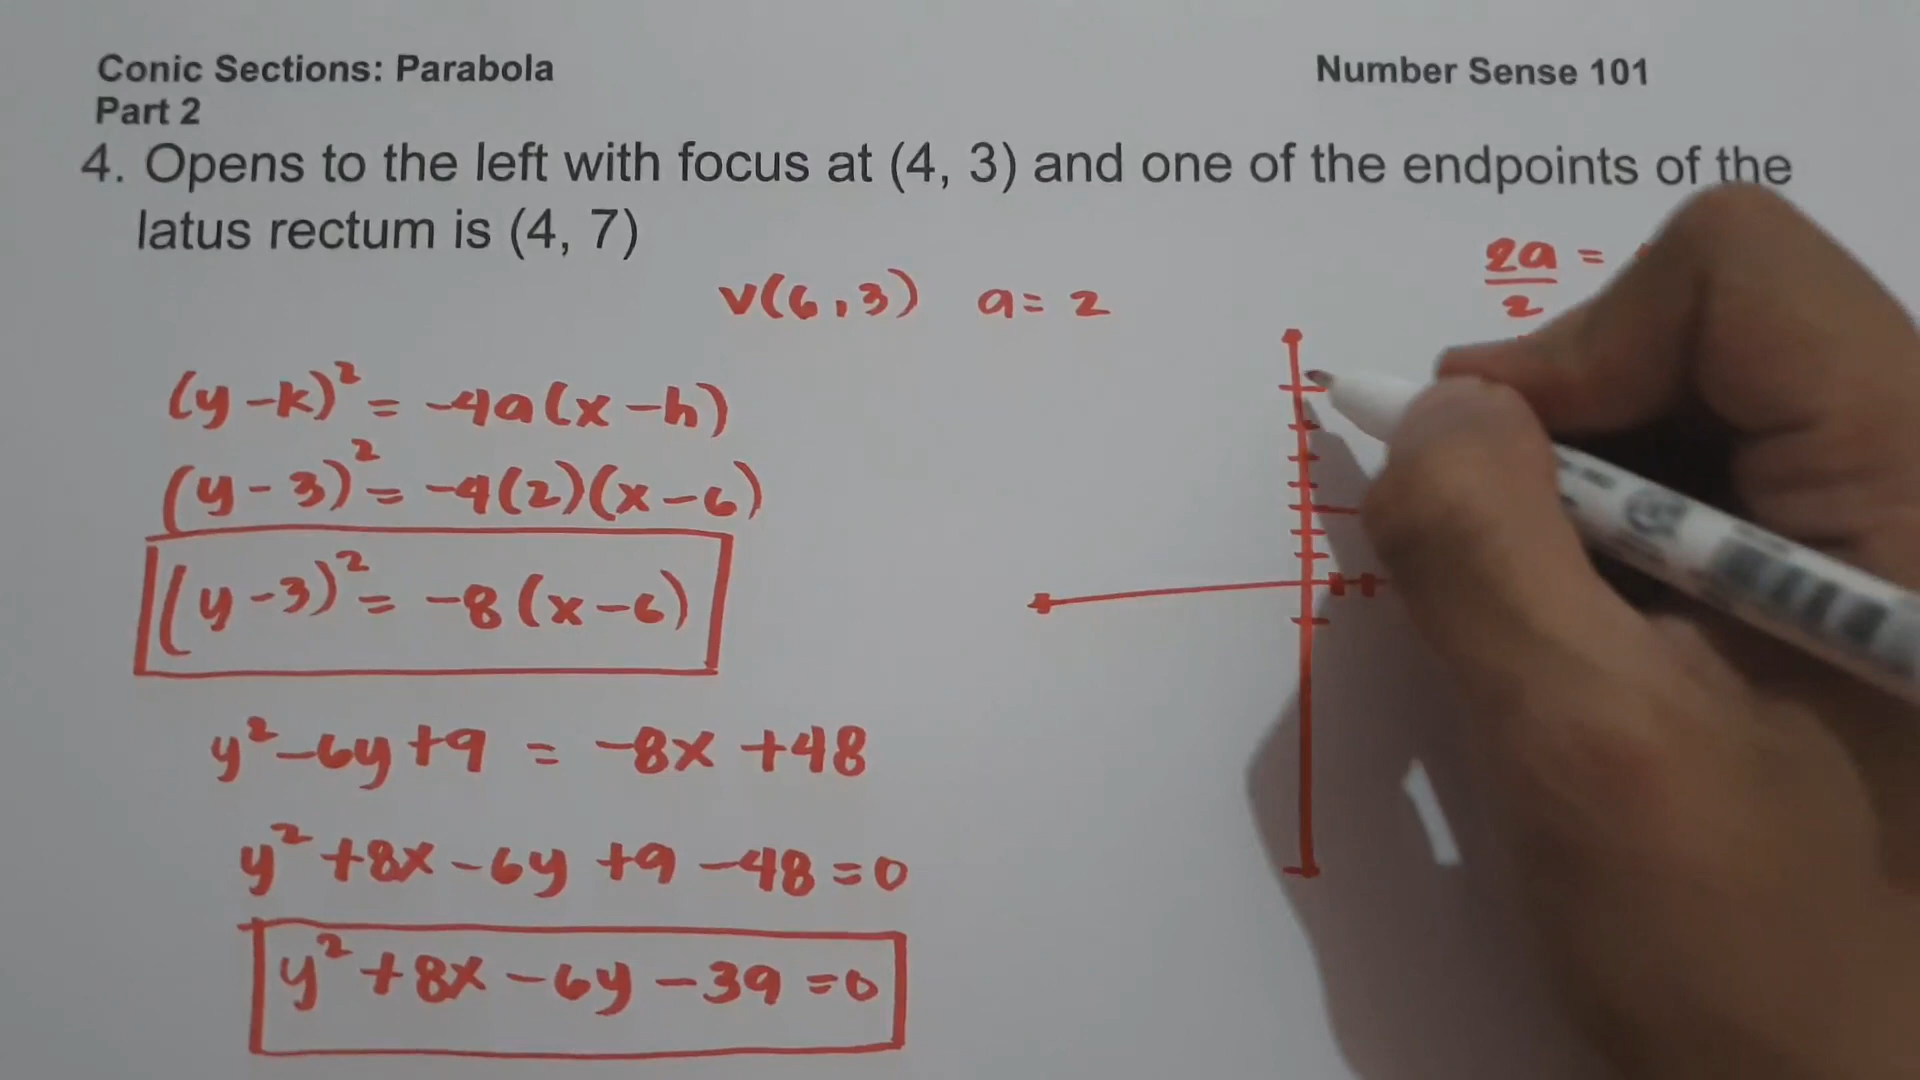 Conic Sections: Parabola
Number Sense 101
Part 2
4. Opens to the left with focus at (4, 3) and one of the endpoints of the
latus rectum is (4, 7)
2a =
2
V(6,3) a = 2
(y-k)² = -4a(x-h)
(y-3)² = -4(2)(x-6)
(y-3)² = -8(x-6)
y²-6y+9 = -8x +48
y²+8x-6y+9-48=0
y²+8x-6y-39=0